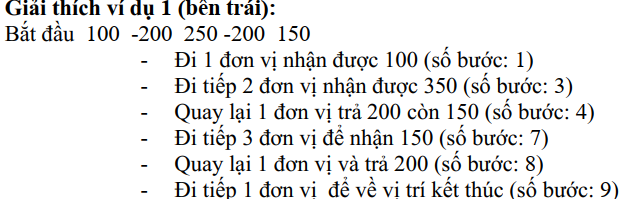 Giải thích ví dụ 1 (bên trái):
Bắt đầu 100 -200 250 -200 150
- Đi 1 đơn vị nhận được 100 (số bước: 1)
- Đi tiếp 2 đơn vị nhận được 350 (số bước: 3)
- Quay lại 1 đơn vị trả 200 còn 150 (số bước: 4)
- Đi tiếp 3 đơn vị để nhận 150 (số bước: 7)
- Quay lại 1 đơn vị và trả 200 (số bước: 8)
- Đi tiếp 1 đơn vị để về vị trí kết thúc (số bước: 9)